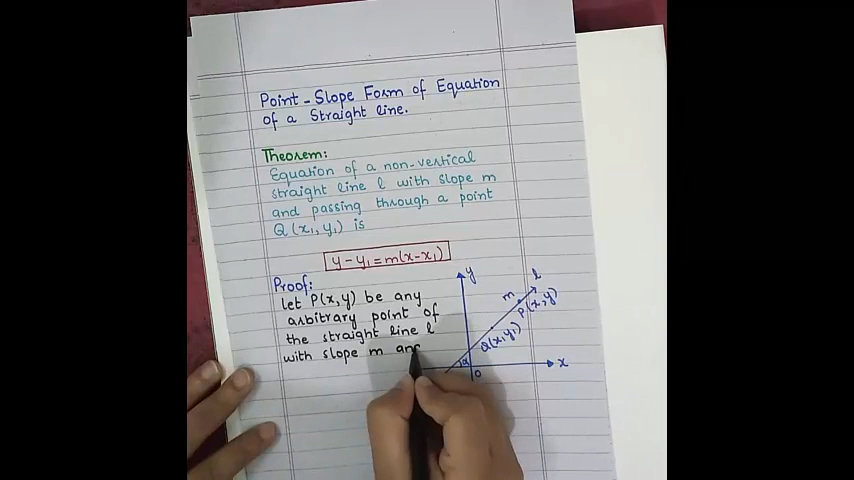 Point - Slope Form of Equation
of a Straight line.
Theorem:
Equation of a non-vertical
straight line l with slope m
and passing through a point
Q(x₁,y₁) is
y-y₁=m(x-x₁)
Proof:
let P(x,y) be any
arbitrary point of
the straight line l
with slope m an
y
l
m
P(x,y)
Q(x₁,y₁)
α
O
x